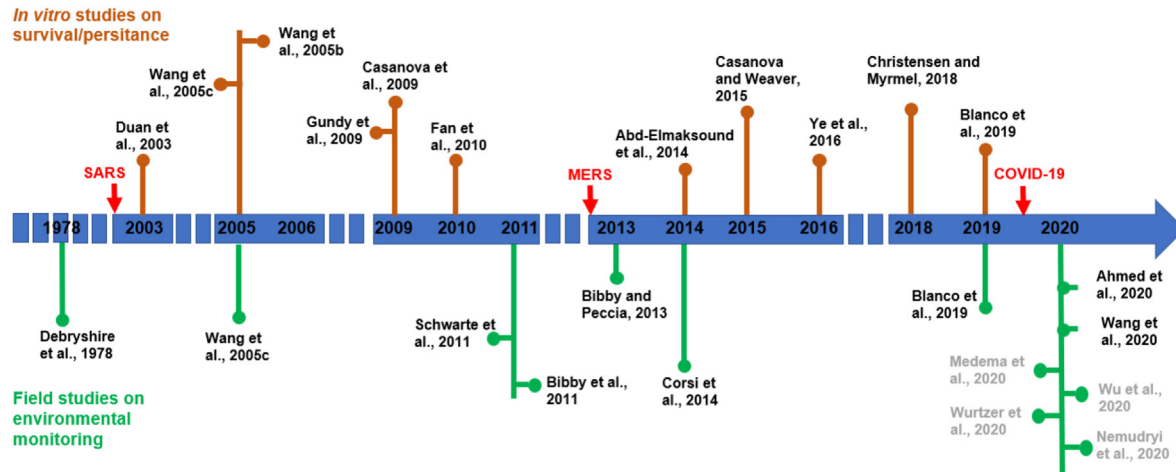 In vitro studies on
survival/persitance
Wang et
al., 2005b
Wang et
al., 2005c
Duan et
al., 2003
Casanova et
al., 2009
Gundy et
al., 2009
Fan et
al., 2010
Abd-Elmaksound
et al., 2014
Casanova
and Weaver,
2015
Ye et al.,
2016
Christensen and
Myrmel, 2018
Blanco et
al., 2019
SARS
MERS
COVID-19
1978 2003 2005 2006 2009 2010 2011 2013 2014 2015 2016 2018 2019 2020
Debryshire
et al., 1978
Wang et
al., 2005c
Schwarte et
al., 2011
Bibby et al.,
2011
Bibby and
Peccia, 2013
Corsi et
al., 2014
Blanco et
al., 2019
Ahmed et
al., 2020
Wang et
al., 2020
Medema et
al., 2020
Wu et al.,
2020
Wurtzer et
al., 2020
Nemudryi
et al., 2020
Field studies on
environmental
monitoring